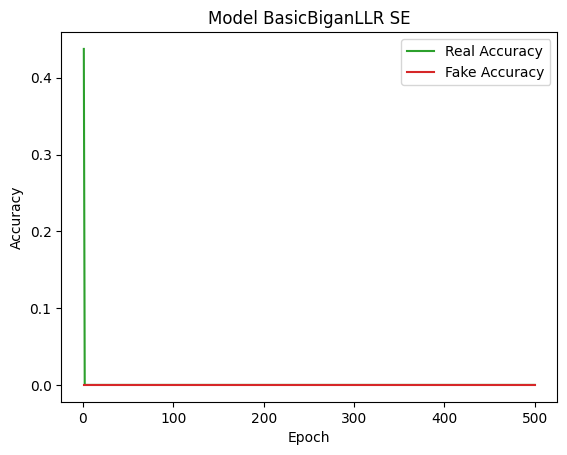 Model BasicBiganLLR SE
Real Accuracy
Fake Accuracy
Accuracy
0.4
0.3
0.2
0.1
0.0
0 100 200 300 400 500
Epoch